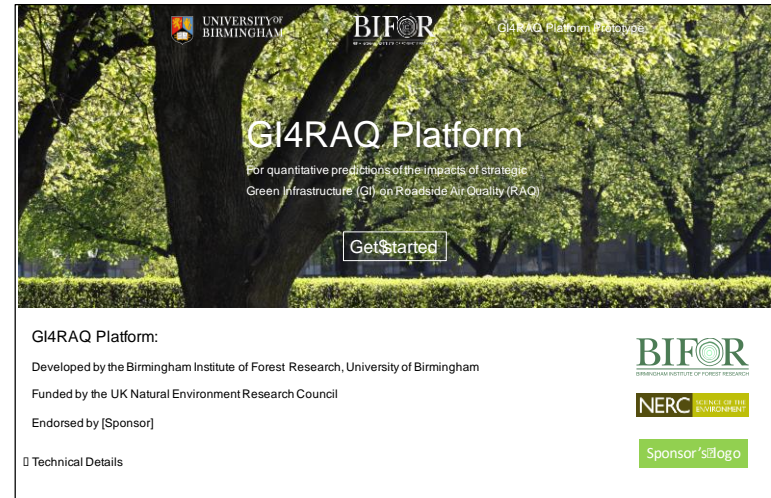 UNIVERSITY OF
BIRMINGHAM
BIFOR
GI4RAQ Platform Prototype
GI4RAQ Platform
For quantitative predictions of the impacts of strategic
Green Infrastructure (GI) on Roadside Air Quality (RAQ)
Get started
GI4RAQ Platform:
Developed by the Birmingham Institute of Forest Research, University of Birmingham
Funded by the UK Natural Environment Research Council
Endorsed by [Sponsor]
Technical Details
BIFOR
BIRMINGHAM INSTITUTE OF FOREST RESEARCH
NERC SCIENCE OF THE
ENVIRONMENT
Sponsor's logo